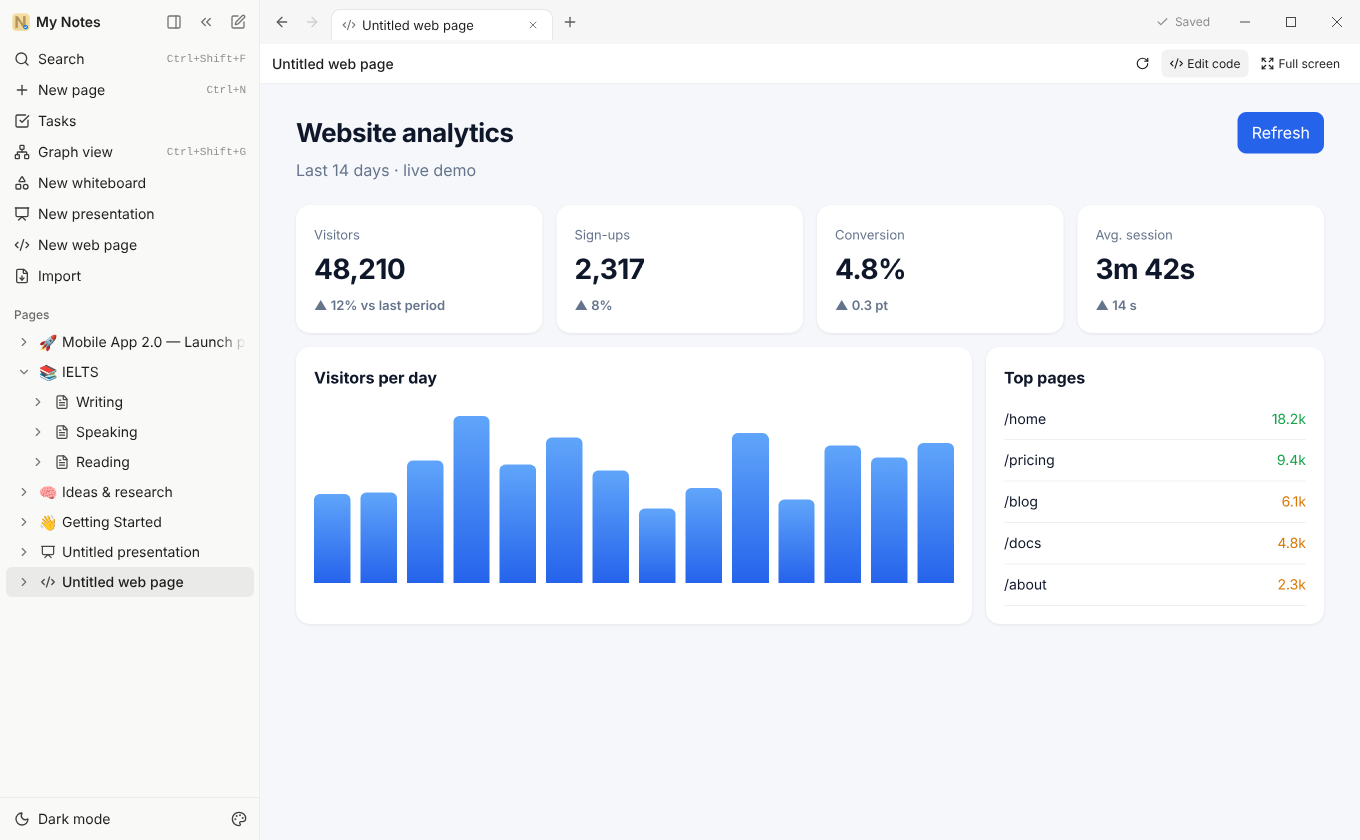 My Notes
Search Ctrl+Shift+F
New page Ctrl+N
Tasks
Graph view Ctrl+Shift+G
New whiteboard
New presentation
New web page
Import
Pages
Mobile App 2.0 — Launch p
IELTS
Writing
Speaking
Reading
Ideas & research
Getting Started
Untitled presentation
Untitled web page
Dark mode
Untitled web page
Saved
Untitled web page
Edit code
Full screen
Website analytics
Refresh
Last 14 days · live demo
Visitors
48,210
▲ 12% vs last period
Sign-ups
2,317
▲ 8%
Conversion
4.8%
▲ 0.3 pt
Avg. session
3m 42s
▲ 14 s
Visitors per day
Top pages
/home 18.2k
/pricing 9.4k
/blog 6.1k
/docs 4.8k
/about 2.3k